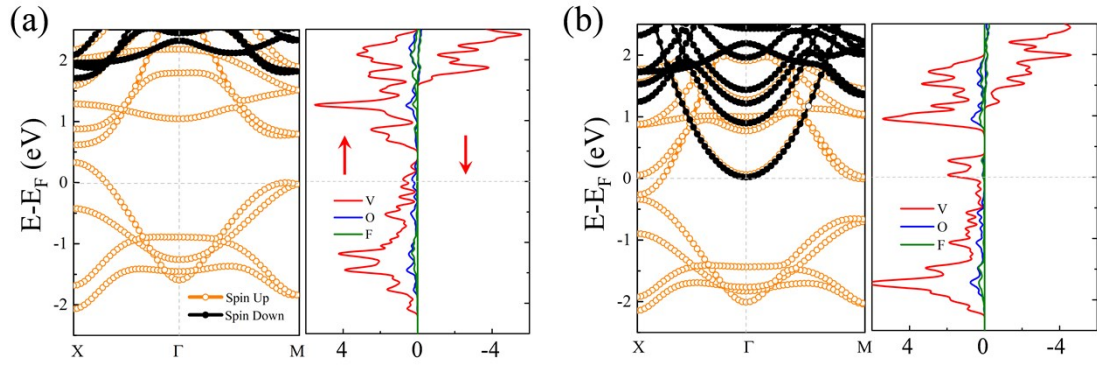 (a)
E-E_F (eV)
2
1
0
-1
-2
X
Γ
M
Spin Up
Spin Down
V
O
F
4
0
-4
(b)
E-E_F (eV)
2
1
0
-1
-2
X
Γ
M
V
O
F
4
0
-4